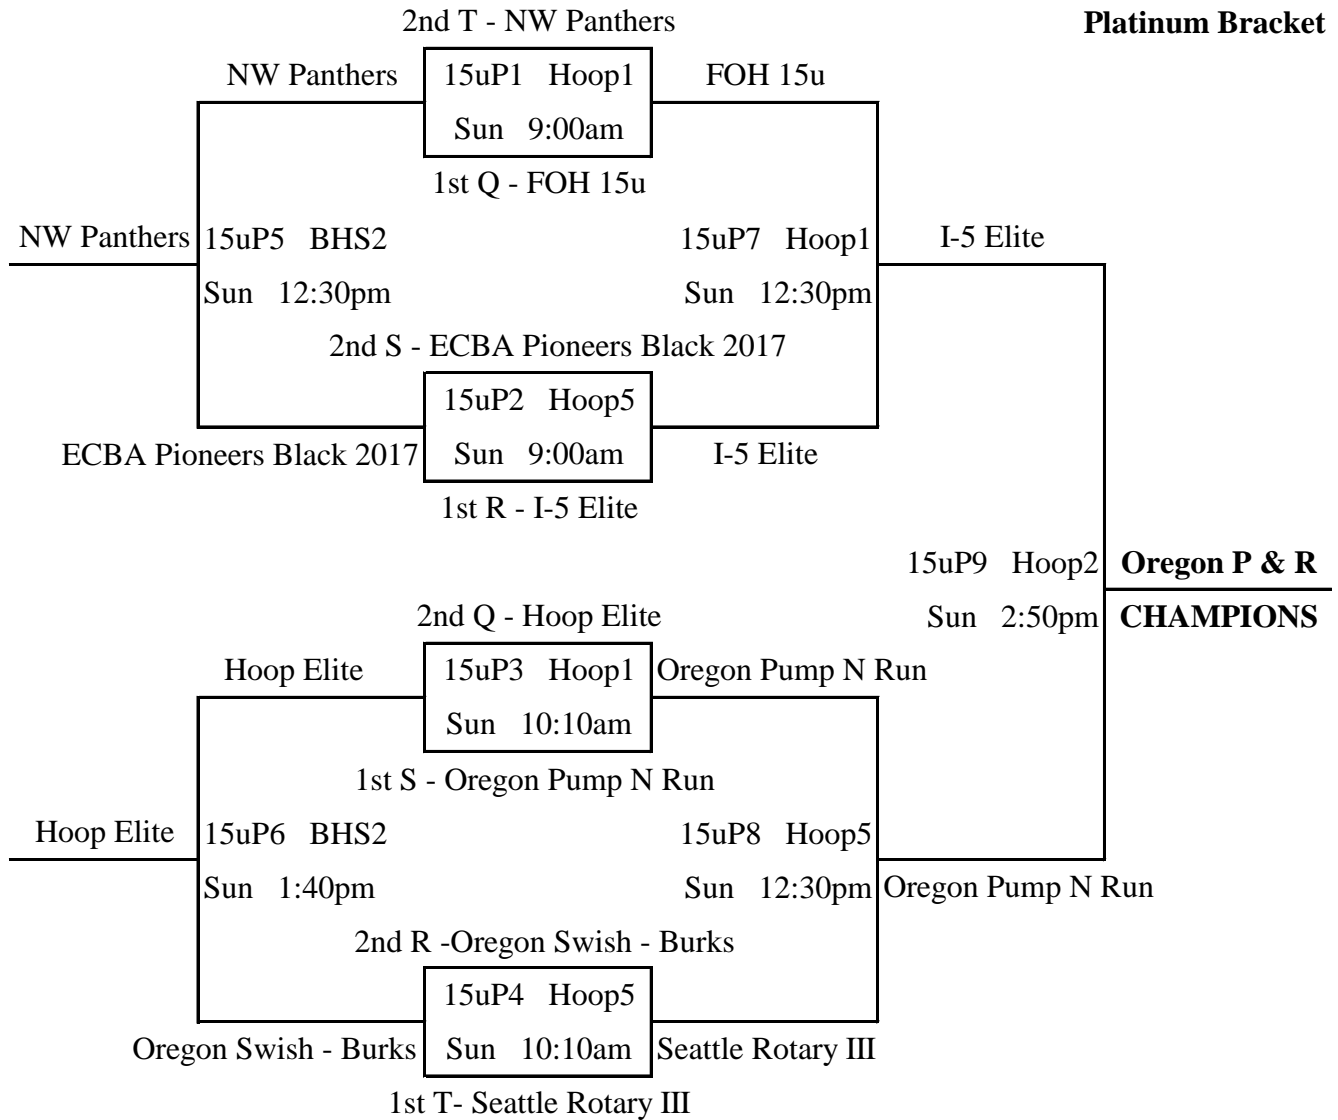 2nd T - NW Panthers
Platinum Bracket
NW Panthers
15uP1 Hoop1
FOH 15u
Sun 9:00am
1st Q - FOH 15u
NW Panthers
15uP5 BHS2
15uP7 Hoop1
I-5 Elite
Sun 12:30pm
Sun 12:30pm
2nd S - ECBA Pioneers Black 2017
15uP2 Hoop5
ECBA Pioneers Black 2017
Sun 9:00am
I-5 Elite
1st R - I-5 Elite
15uP9 Hoop2
Oregon P & R
2nd Q - Hoop Elite
Sun 2:50pm
CHAMPIONS
Hoop Elite
15uP3 Hoop1
Oregon Pump N Run
Sun 10:10am
1st S - Oregon Pump N Run
Hoop Elite
15uP6 BHS2
15uP8 Hoop5
Sun 1:40pm
Sun 12:30pm
Oregon Pump N Run
2nd R -Oregon Swish - Burks
15uP4 Hoop5
Oregon Swish - Burks
Sun 10:10am
Seattle Rotary III
1st T- Seattle Rotary III